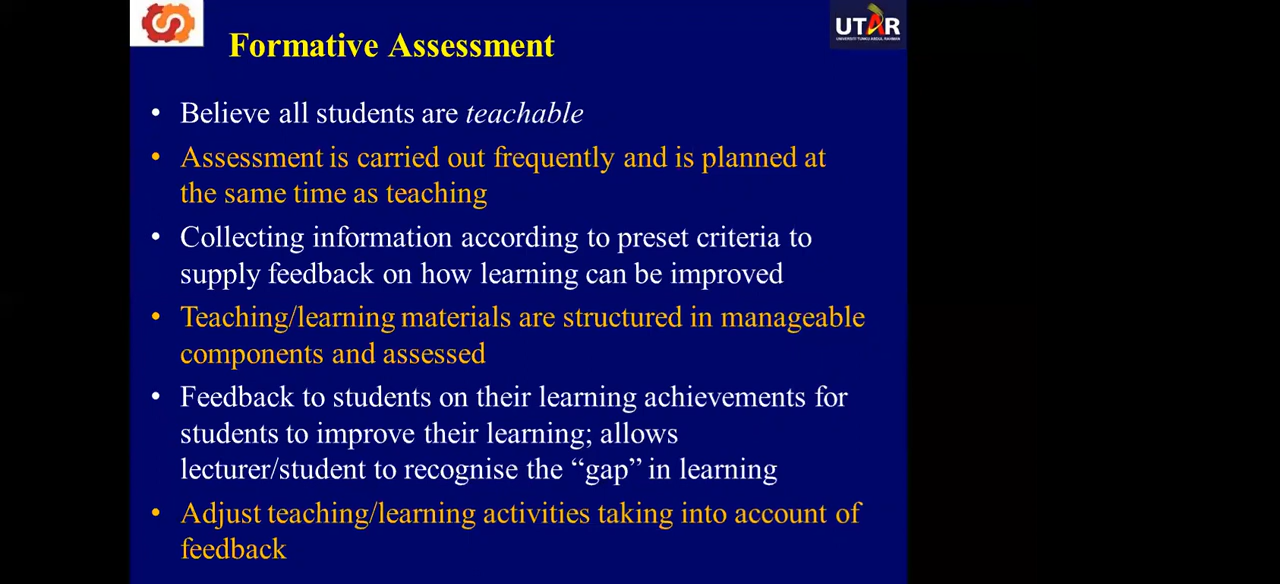 UTAR
UNIVERSITI TUNKU ABDUL RAHMAN
Formative Assessment
• Believe all students are teachable
• Assessment is carried out frequently and is planned at
the same time as teaching
• Collecting information according to preset criteria to
supply feedback on how learning can be improved
• Teaching/learning materials are structured in manageable
components and assessed
• Feedback to students on their learning achievements for
students to improve their learning; allows
lecturer/student to recognise the “gap” in learning
• Adjust teaching/learning activities taking into account of
feedback